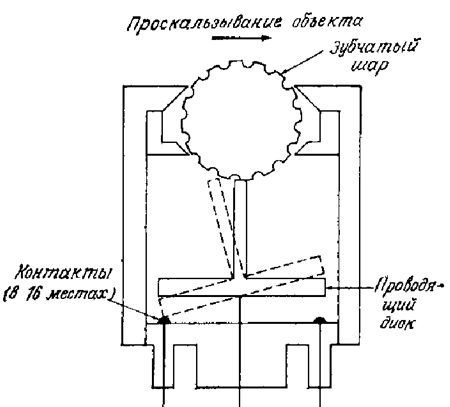 Проскальзывание объекта
Зубчатый
шар
Контакты
(в 16 местах)
Проводя-
щий
диск